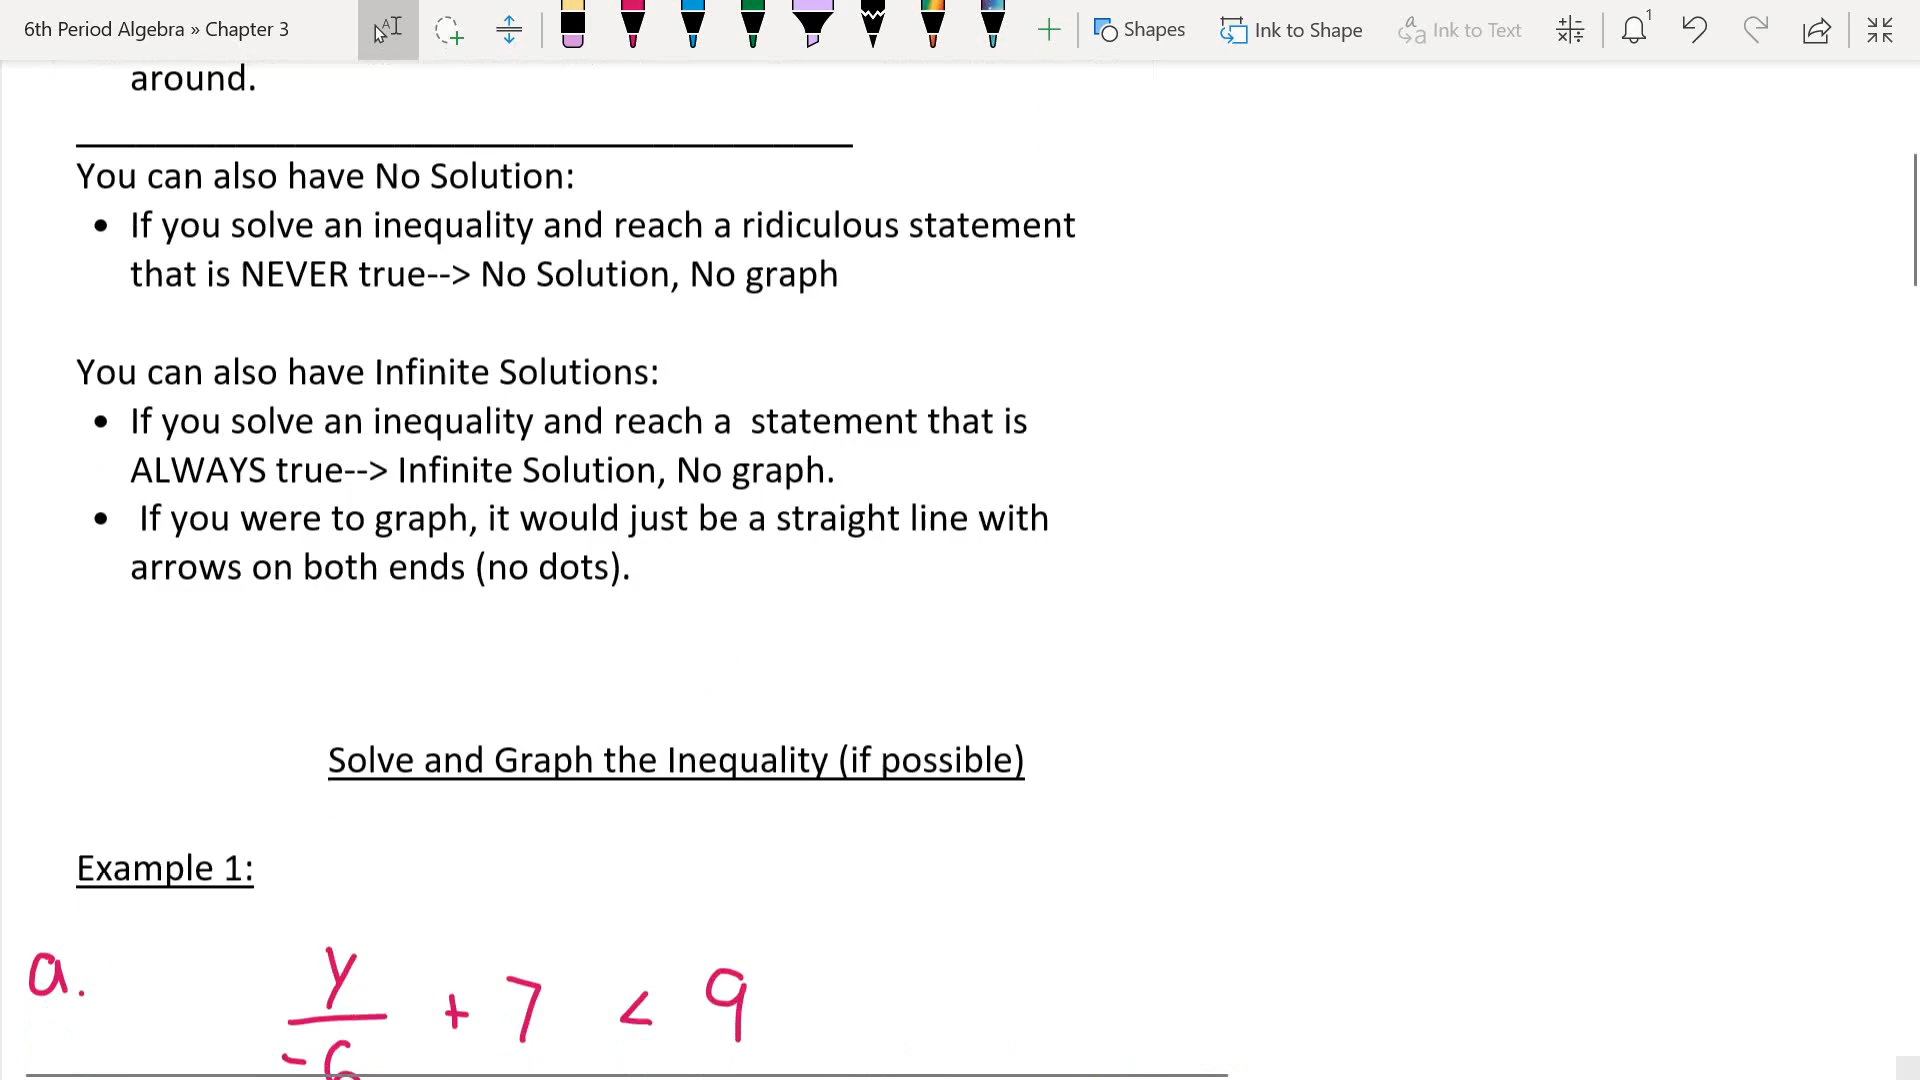 6th Period Algebra » Chapter 3
Shapes
Ink to Shape
Ink to Text
1
around.
You can also have No Solution:
• If you solve an inequality and reach a ridiculous statement
that is NEVER true--> No Solution, No graph
You can also have Infinite Solutions:
• If you solve an inequality and reach a  statement that is
ALWAYS true--> Infinite Solution, No graph.
•  If you were to graph, it would just be a straight line with
arrows on both ends (no dots).
Solve and Graph the Inequality (if possible)
Example 1:
a.
y
+ 7 < 9
-6